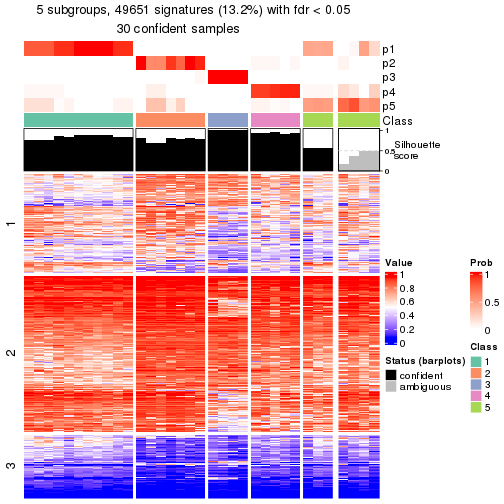 5 subgroups, 49651 signatures (13.2%) with fdr < 0.05
30 confident samples
p1
p2
p3
p4
p5
Class
1
0.5
0
Silhouette
score
1
2
3
Value
1
0.8
0.6
0.4
0.2
0
Status (barplots)
confident
ambiguous
Prob
1
0.5
0
Class
1
2
3
4
5